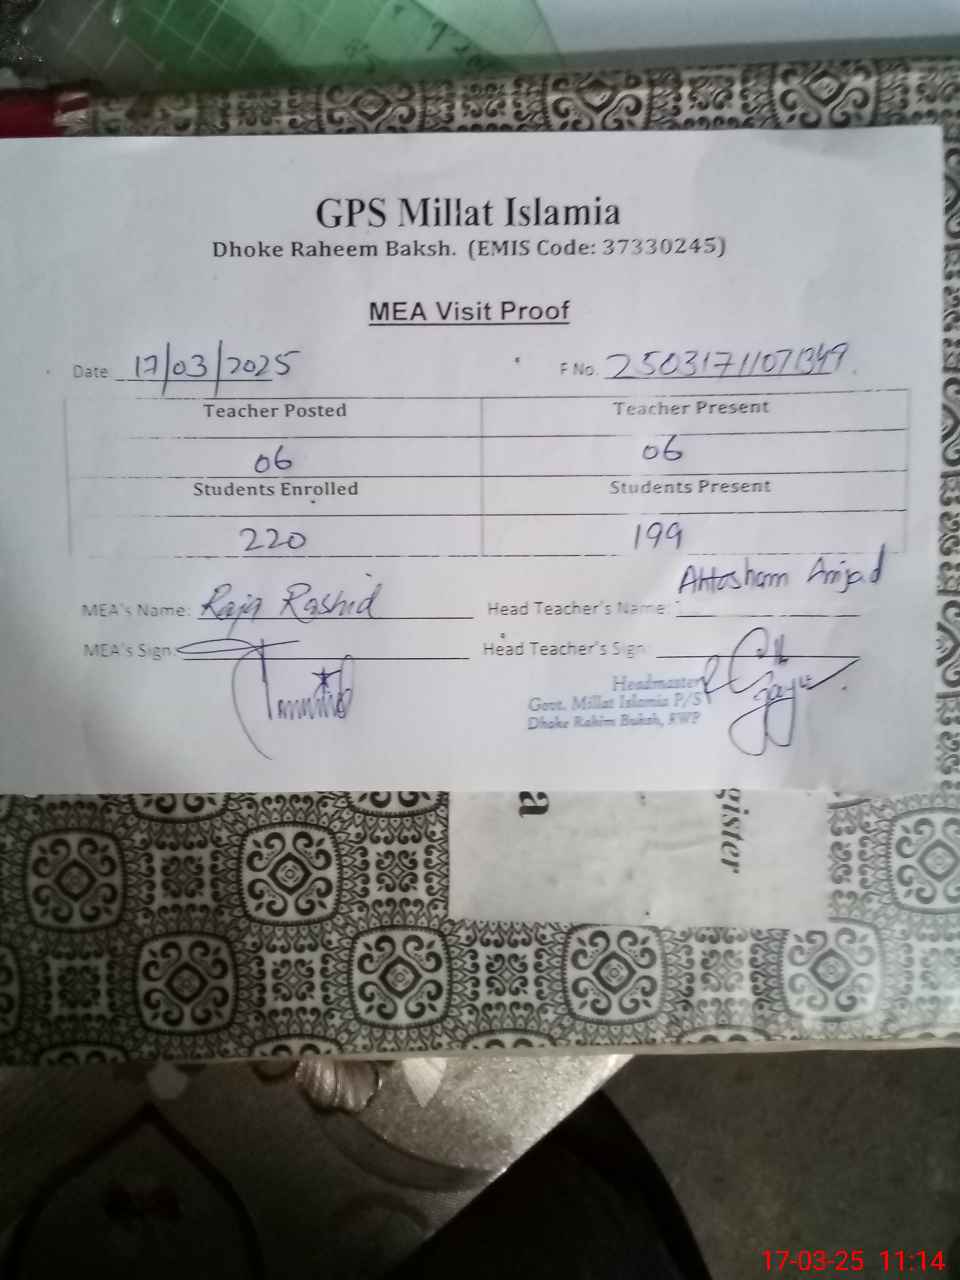 GPS Millat Islamia
Dhoke Raheem Baksh. (EMIS Code: 37330245)
MEA Visit Proof
Date 17/03/2025 F No. 25031711071349
Teacher Posted Teacher Present
06 06
Students Enrolled Students Present
220 199
MEA's Name: Raja Rashid Head Teacher's Name: Ahtasham Amjad
MEA's Sign: Head Teacher's Sign:
Headmaster
Govt. Millat Islamia P/S
Dhoke Rahim Buksh, RWP
a gister
17-03-25 11:14